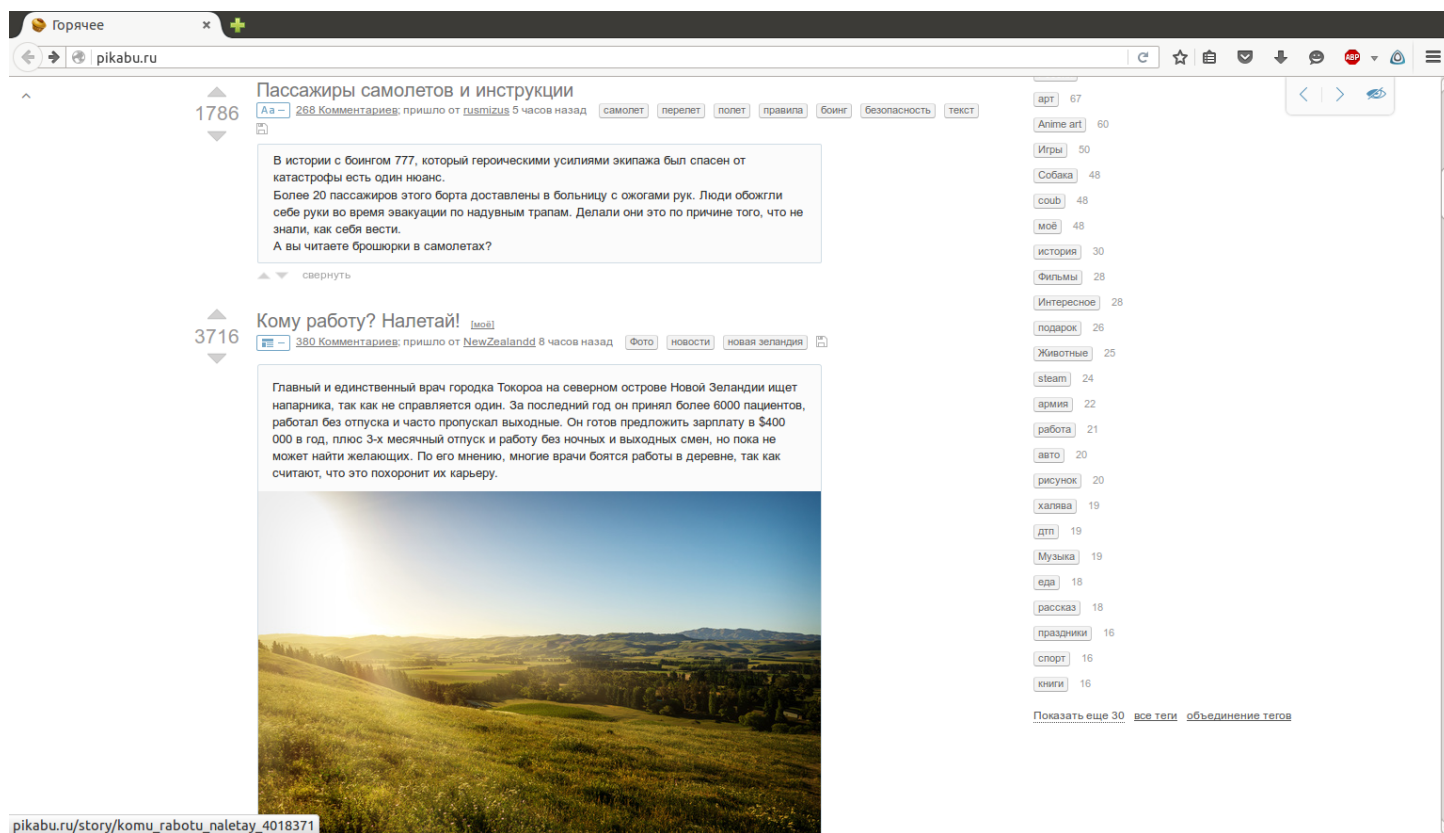 Горячее
pikabu.ru
Пассажиры самолетов и инструкции
1786
Aa – 268 Комментариев; пришло от rusmizus 5 часов назад самолет перелет полет правила боинг безопасность текст
В истории с боингом 777, который героическими усилиями экипажа был спасен от
катастрофы есть один нюанс.
Более 20 пассажиров этого борта доставлены в больницу с ожогами рук. Люди обожгли
себе руки во время эвакуации по надувным трапам. Делали они это по причине того, что не
знали, как себя вести.
А вы читаете брошюрки в самолетах?
свернуть
Кому работу? Налетай! [моё]
3716
380 Комментариев; пришло от NewZealandd 8 часов назад Фото новости новая зеландия
Главный и единственный врач городка Токороа на северном острове Новой Зеландии ищет
напарника, так как не справляется один. За последний год он принял более 6000 пациентов,
работал без отпуска и часто пропускал выходные. Он готов предложить зарплату в $400
000 в год, плюс 3-х месячный отпуск и работу без ночных и выходных смен, но пока не
может найти желающих. По его мнению, многие врачи боятся работы в деревне, так как
считают, что это похоронит их карьеру.
арт 67
Anime art 60
Игры 50
Собака 48
coub 48
моё 48
история 30
Фильмы 28
Интересное 28
подарок 26
Животные 25
steam 24
армия 22
работа 21
авто 20
рисунок 20
халява 19
дтп 19
Музыка 19
еда 18
рассказ 18
праздники 16
спорт 16
книги 16
Показать еще 30 все теги объединение тегов
ABP
pikabu.ru/story/komu_rabotu_naletay_4018371